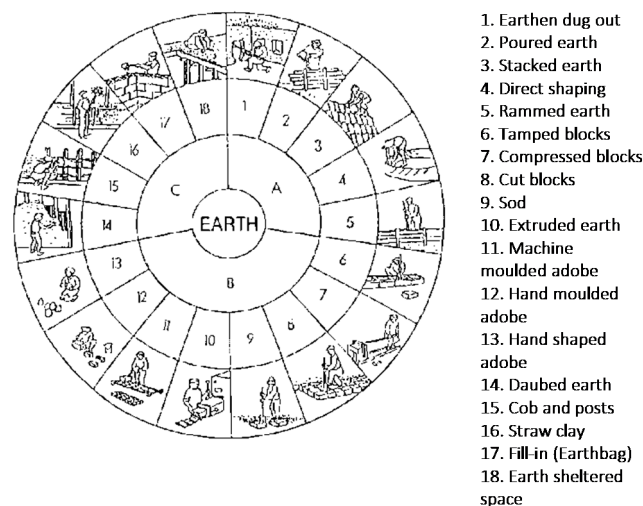 1
2
3
4
5
6
7
8
9
10
11
12
13
14
15
16
17
18
A
B
C
EARTH
1. Earthen dug out
2. Poured earth
3. Stacked earth
4. Direct shaping
5. Rammed earth
6. Tamped blocks
7. Compressed blocks
8. Cut blocks
9. Sod
10. Extruded earth
11. Machine
moulded adobe
12. Hand moulded
adobe
13. Hand shaped
adobe
14. Daubed earth
15. Cob and posts
16. Straw clay
17. Fill-in (Earthbag)
18. Earth sheltered
space